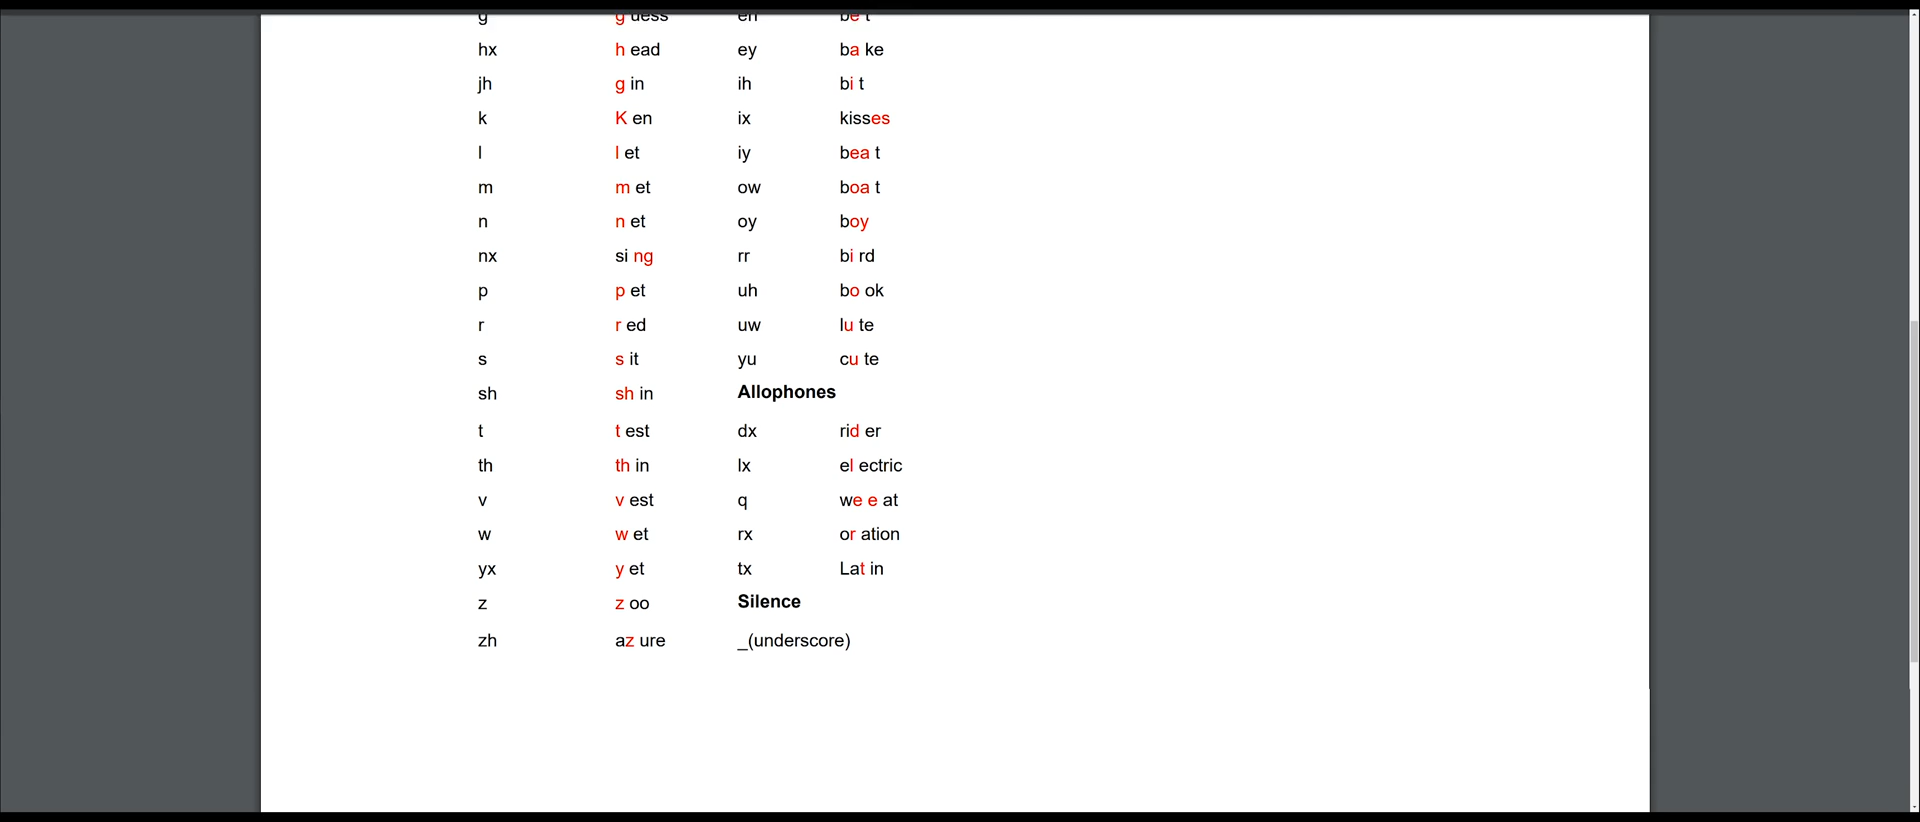 g g uess eh be t
hx h ead ey ba ke
jh g in ih bi t
k K en ix kisses
l l et iy bea t
m m et ow boa t
n n et oy boy
nx si ng rr bi rd
p p et uh bo ok
r r ed uw lu te
s s it yu cu te
sh sh in Allophones
t t est dx rid er
th th in lx el ectric
v v est q we e at
w w et rx or ation
yx y et tx Lat in
z z oo Silence
zh az ure _(underscore)